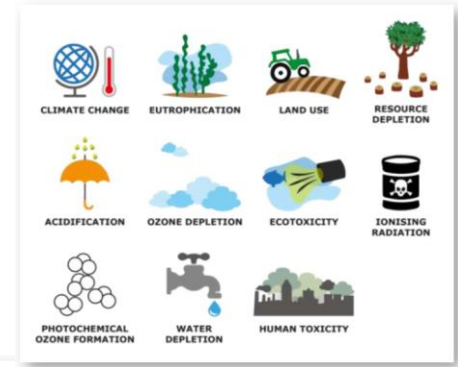 CLIMATE CHANGE
EUTROPHICATION
LAND USE
RESOURCE
DEPLETION
ACIDIFICATION
OZONE DEPLETION
ECOTOXICITY
IONISING
RADIATION
PHOTOCHEMICAL
OZONE FORMATION
WATER
DEPLETION
HUMAN TOXICITY